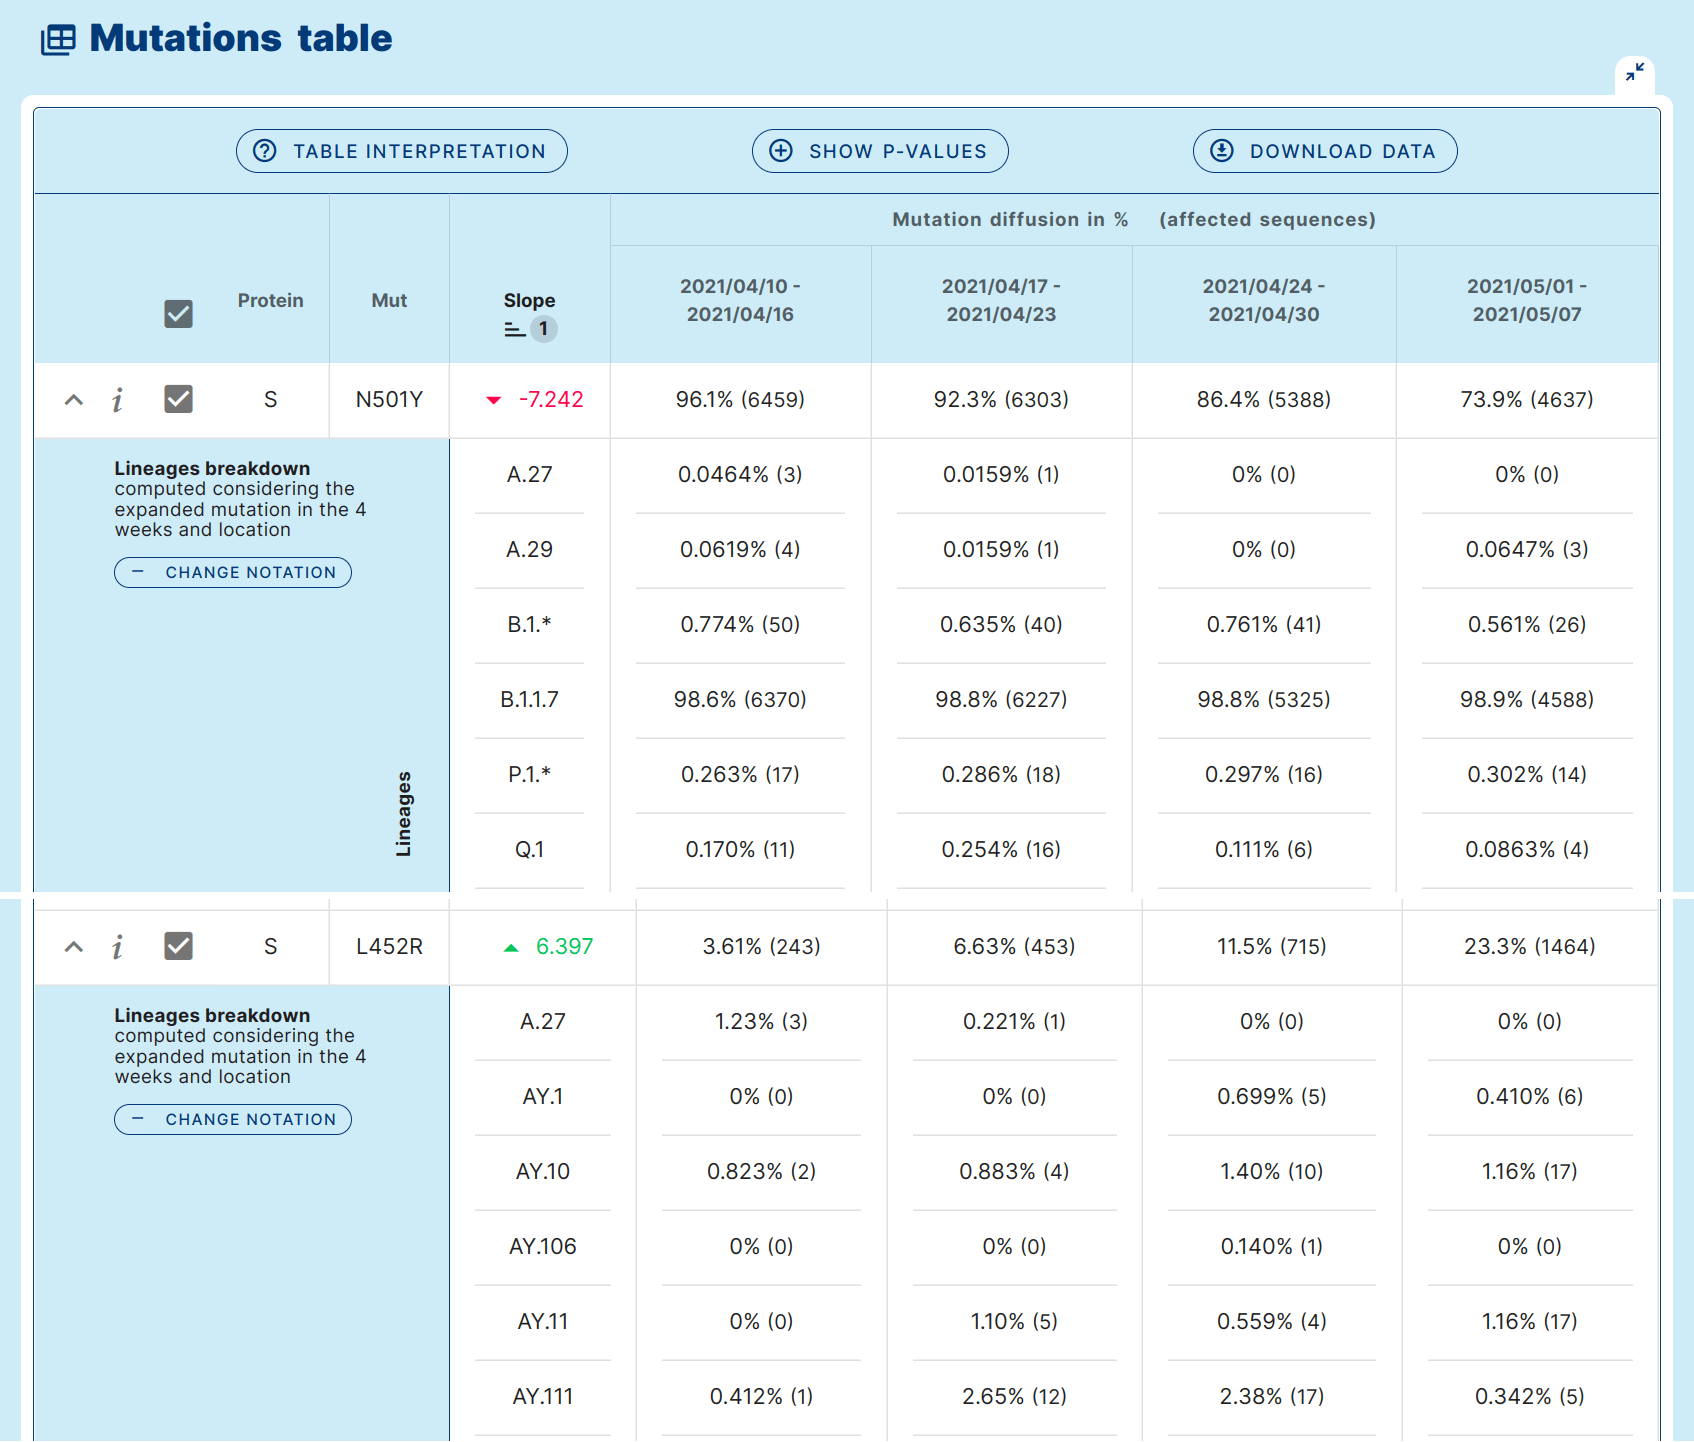 Mutations table
TABLE INTERPRETATION SHOW P-VALUES DOWNLOAD DATA
Mutation diffusion in % (affected sequences)
Protein Mut Slope 1
2021/04/10 - 2021/04/16
2021/04/17 - 2021/04/23
2021/04/24 - 2021/04/30
2021/05/01 - 2021/05/07
i S N501Y -7.242 96.1% (6459) 92.3% (6303) 86.4% (5388) 73.9% (4637)
Lineages breakdown
computed considering the
expanded mutation in the 4
weeks and location
CHANGE NOTATION
Lineages
A.27 0.0464% (3) 0.0159% (1) 0% (0) 0% (0)
A.29 0.0619% (4) 0.0159% (1) 0% (0) 0.0647% (3)
B.1.* 0.774% (50) 0.635% (40) 0.761% (41) 0.561% (26)
B.1.1.7 98.6% (6370) 98.8% (6227) 98.8% (5325) 98.9% (4588)
P.1.* 0.263% (17) 0.286% (18) 0.297% (16) 0.302% (14)
Q.1 0.170% (11) 0.254% (16) 0.111% (6) 0.0863% (4)
i S L452R 6.397 3.61% (243) 6.63% (453) 11.5% (715) 23.3% (1464)
Lineages breakdown
computed considering the
expanded mutation in the 4
weeks and location
CHANGE NOTATION
A.27 1.23% (3) 0.221% (1) 0% (0) 0% (0)
AY.1 0% (0) 0% (0) 0.699% (5) 0.410% (6)
AY.10 0.823% (2) 0.883% (4) 1.40% (10) 1.16% (17)
AY.106 0% (0) 0% (0) 0.140% (1) 0% (0)
AY.11 0% (0) 1.10% (5) 0.559% (4) 1.16% (17)
AY.111 0.412% (1) 2.65% (12) 2.38% (17) 0.342% (5)